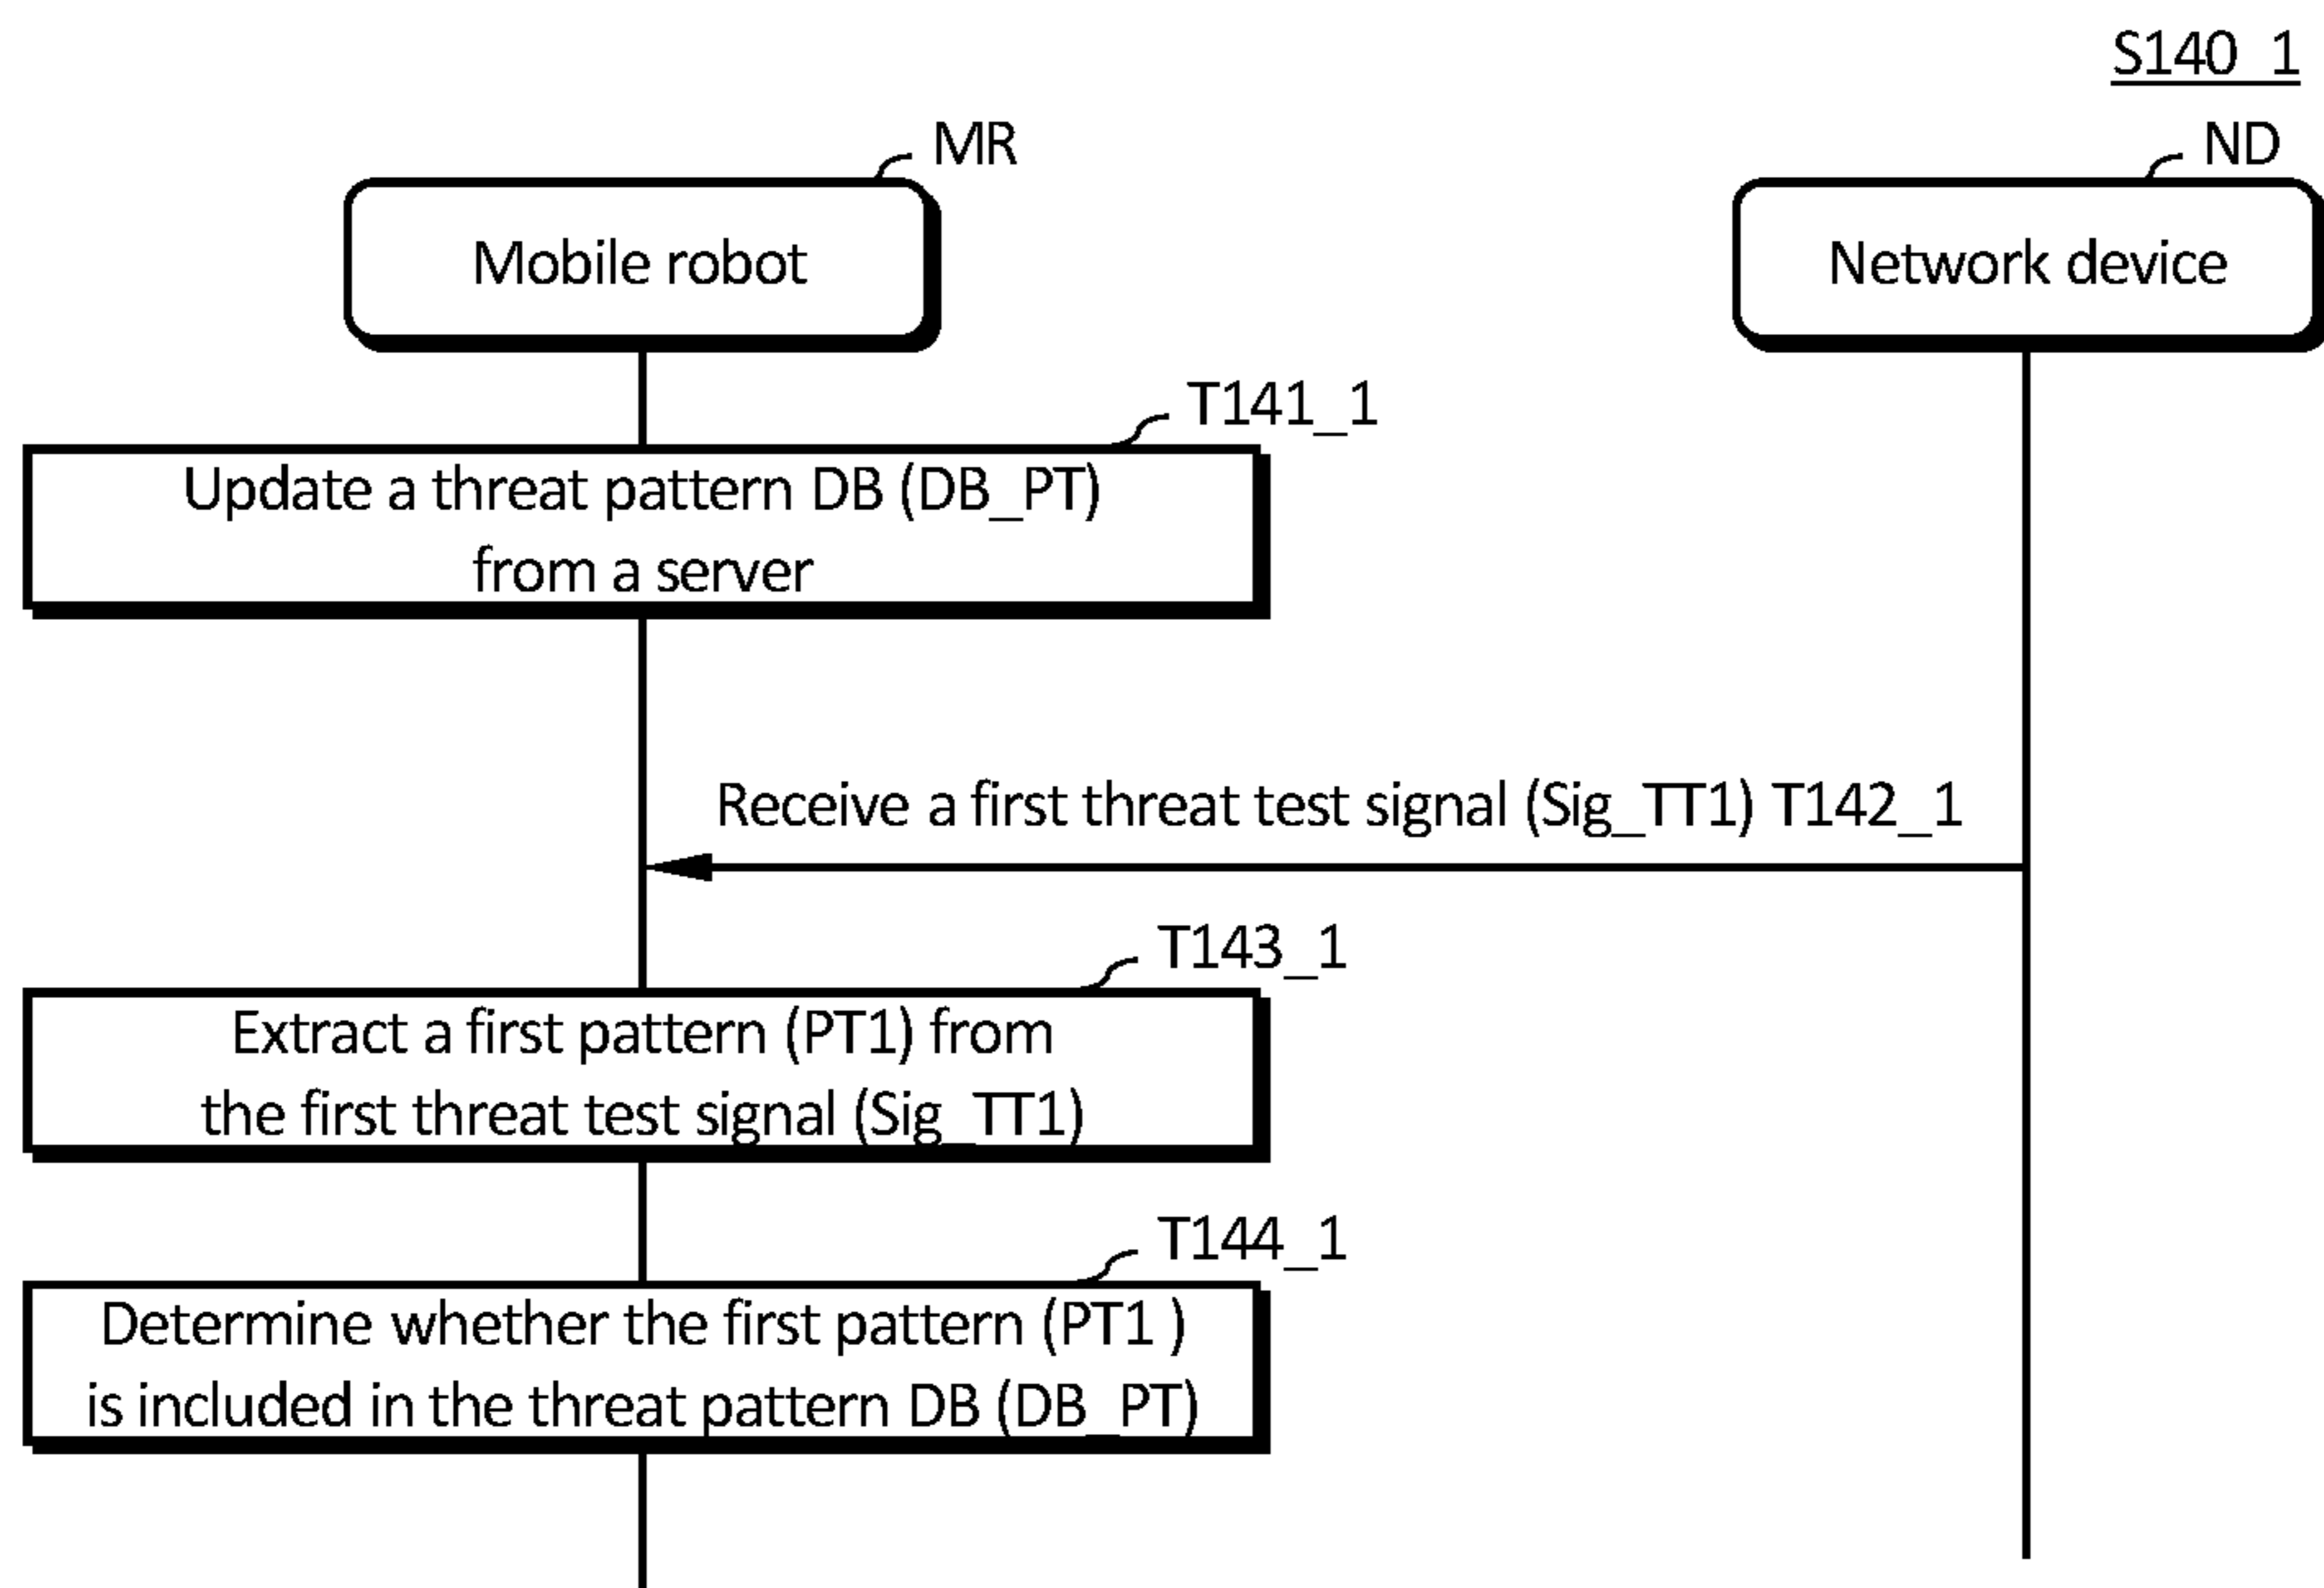 S140_1
MR
ND
Mobile robot
Network device
T141_1
Update a threat pattern DB (DB_PT)
from a server
Receive a first threat test signal (Sig_TT1) T142_1
T143_1
Extract a first pattern (PT1) from
the first threat test signal (Sig_TT1)
T144_1
Determine whether the first pattern (PT1 )
is included in the threat pattern DB (DB_PT)